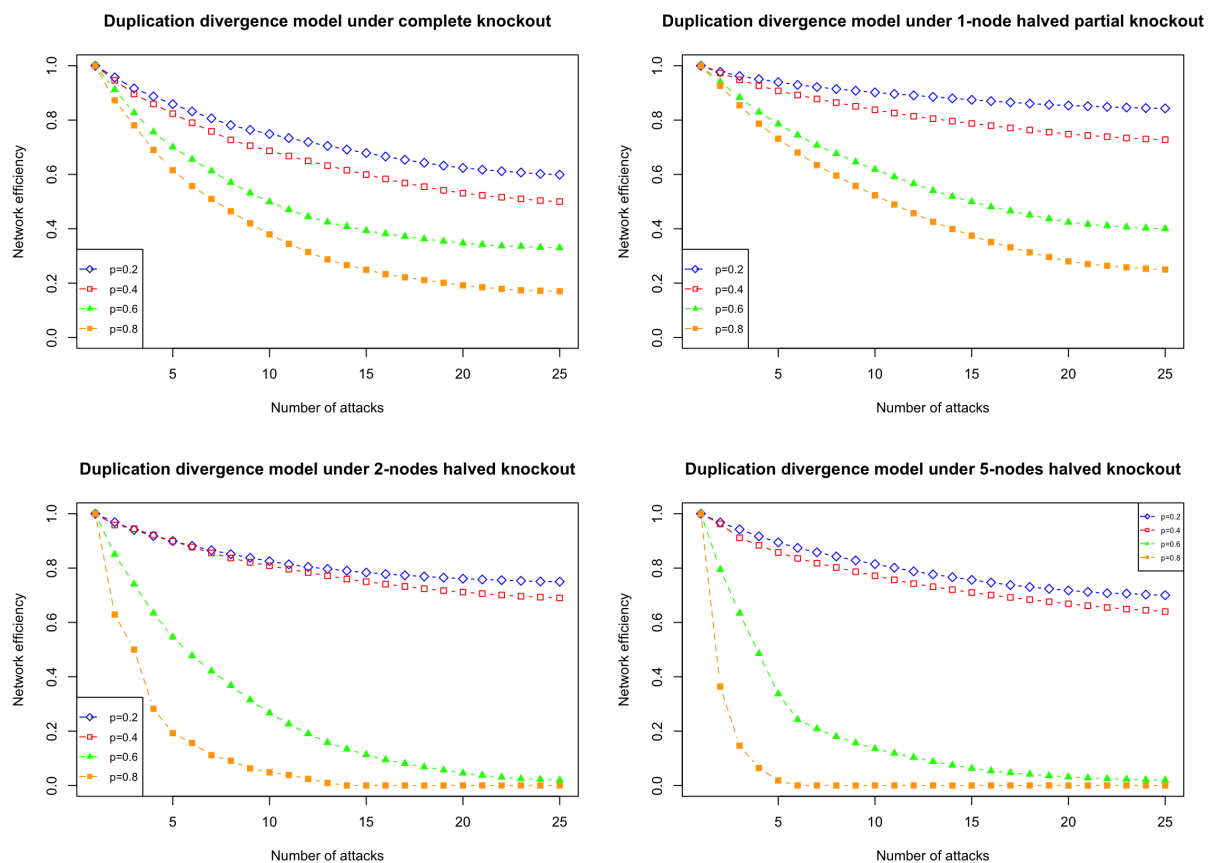 Duplication divergence model under complete knockout
Network efficiency
1.0
0.8
0.6
0.4
0.2
0.0
p=0.2
p=0.4
p=0.6
p=0.8
5 10 15 20 25
Number of attacks
Duplication divergence model under 1-node halved partial knockout
Network efficiency
1.0
0.8
0.6
0.4
0.2
0.0
p=0.2
p=0.4
p=0.6
p=0.8
5 10 15 20 25
Number of attacks
Duplication divergence model under 2-nodes halved knockout
Network efficiency
1.0
0.8
0.6
0.4
0.2
0.0
p=0.2
p=0.4
p=0.6
p=0.8
5 10 15 20 25
Number of attacks
Duplication divergence model under 5-nodes halved knockout
Network efficiency
1.0
0.8
0.6
0.4
0.2
0.0
p=0.2
p=0.4
p=0.6
p=0.8
5 10 15 20 25
Number of attacks